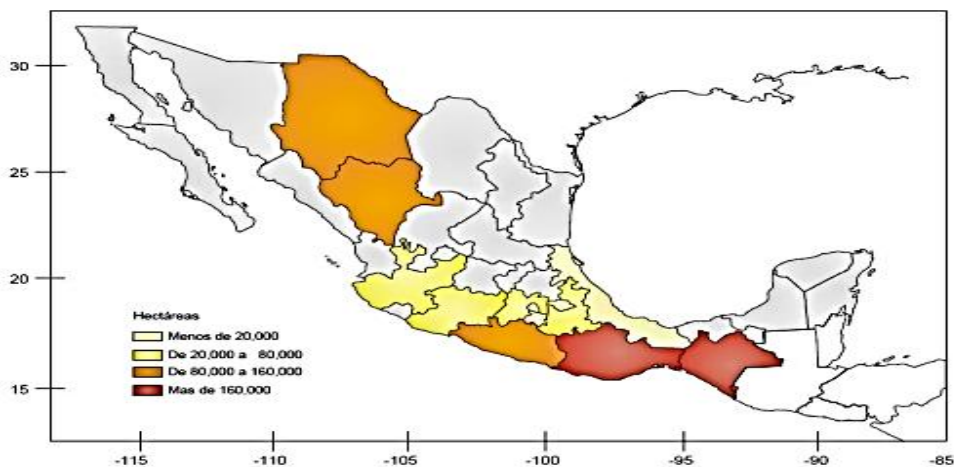 30
25
20
15
Hectáreas
Menos de 20,000
De 20,000 a 80,000
De 80,000 a 160,000
Mas de 160,000
-115 -110 -105 -100 -95 -90 -85